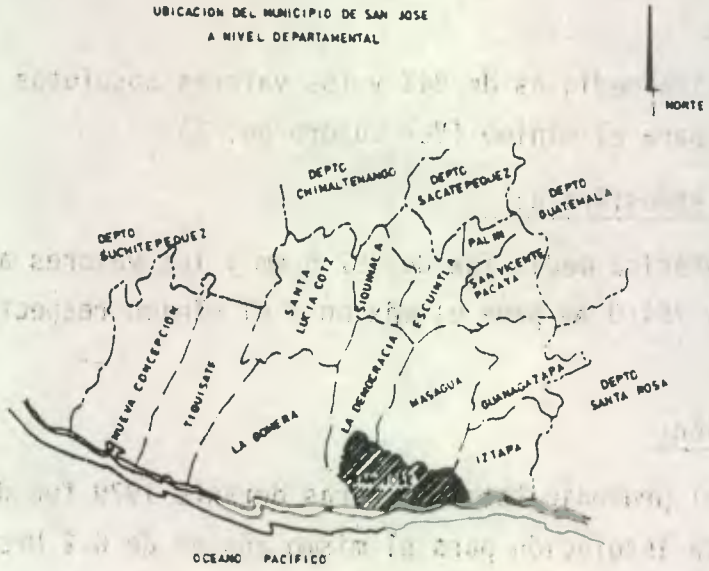 UBICACION DEL MUNICIPIO DE SAN JOSE
A NIVEL DEPARTAMENTAL
NORTE
DEPTO
CHIMALTENANGO
DEPTO
SACATEPEQUEZ
DEPTO
GUATEMALA
DEPTO
SUCHITEPEQUEZ
PALIN
SAN VICENTE
PACAYA
SANTA
LUCIA COTZ
SIQUINALA
ESCUINTL
NUEVA CONCEPCION
TIQUISATE
LA GOMERA
LA DEMOCRACIA
MASAGUA
GUANAGAZAPA
DEPTO
SANTA ROSA
IZTAPA
OCEANO PACÍFICO